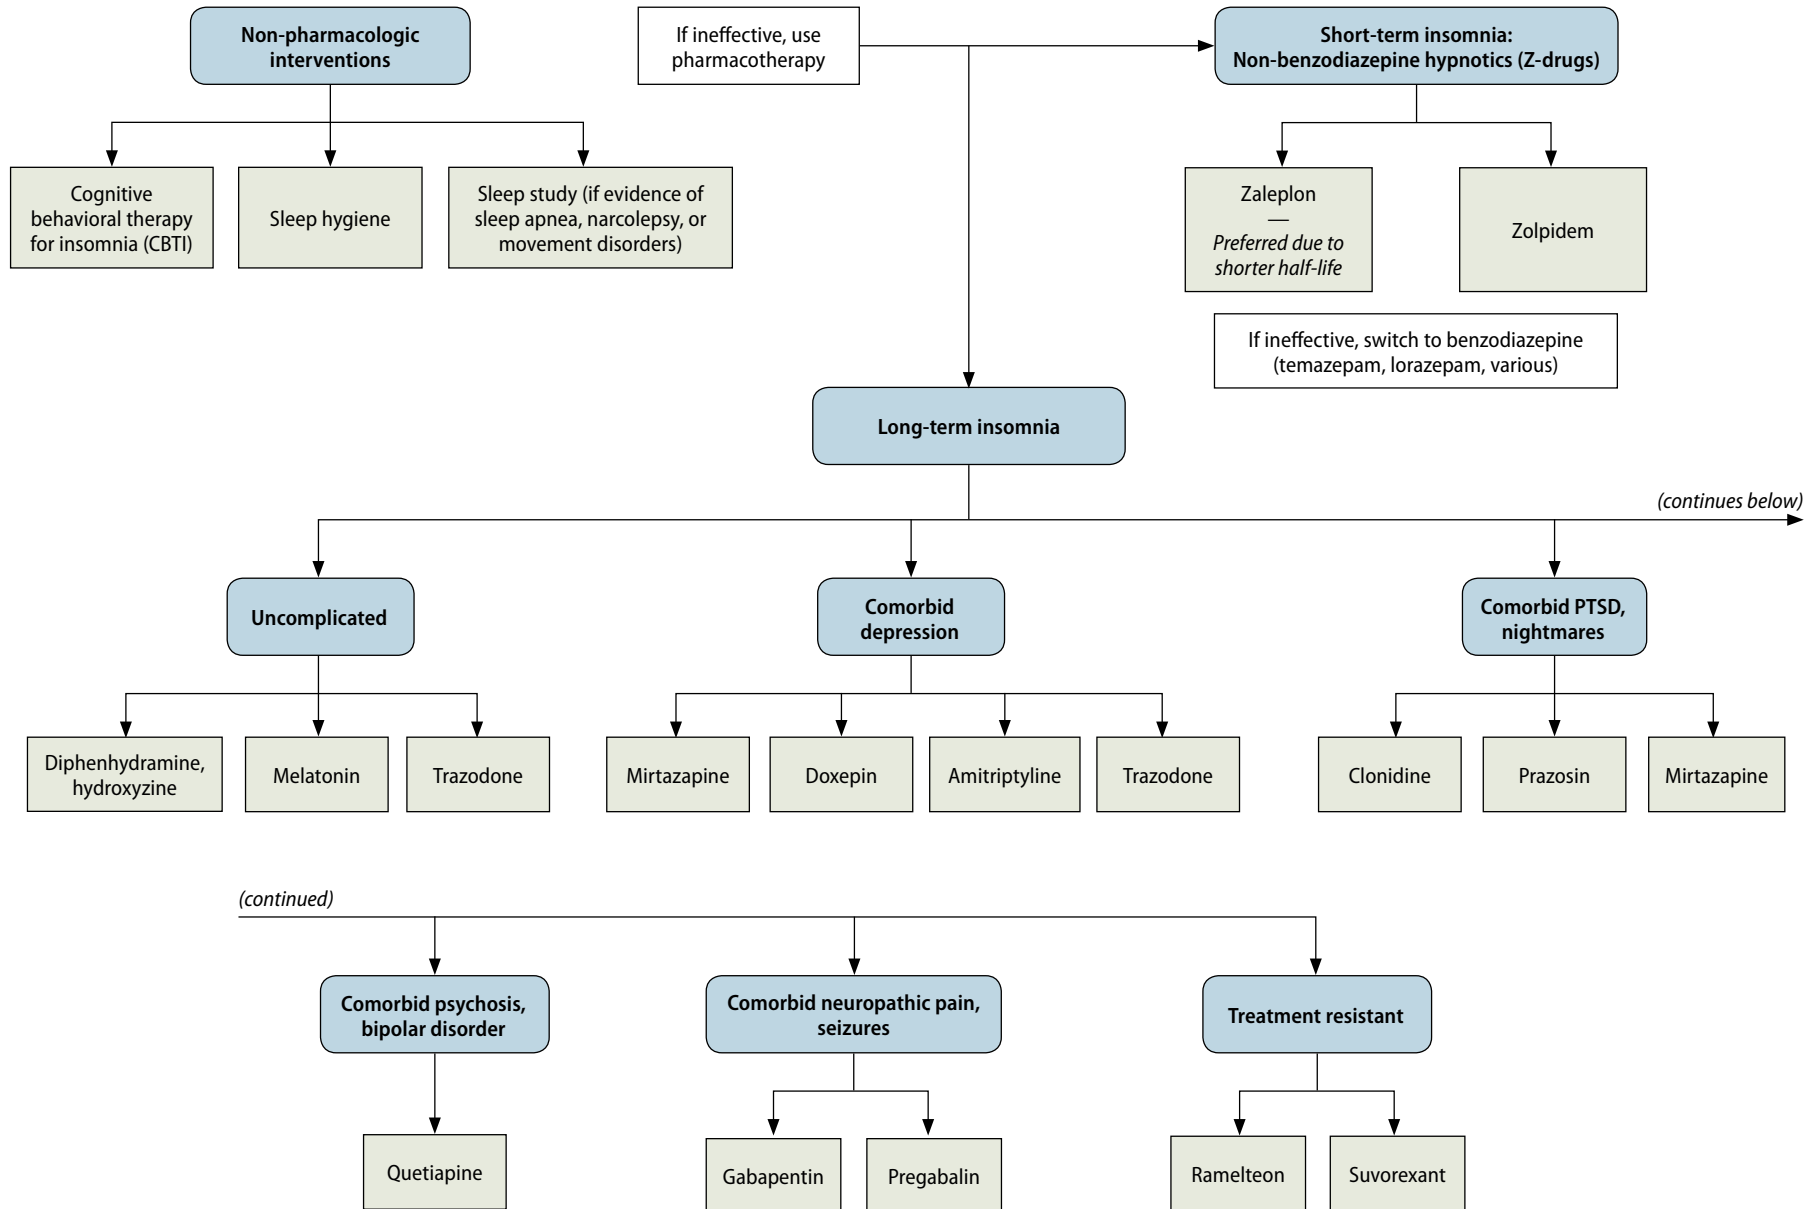 Non-pharmacologic
interventions
If ineffective, use
pharmacotherapy
Short-term insomnia:
Non-benzodiazepine hypnotics (Z-drugs)
Cognitive
behavioral therapy
for insomnia (CBTI)
Sleep hygiene
Sleep study (if evidence of
sleep apnea, narcolepsy, or
movement disorders)
Zaleplon
—
Preferred due to
shorter half-life
Zolpidem
If ineffective, switch to benzodiazepine
(temazepam, lorazepam, various)
Long-term insomnia
(continues below)
Uncomplicated
Comorbid
depression
Comorbid PTSD,
nightmares
Diphenhydramine,
hydroxyzine
Melatonin
Trazodone
Mirtazapine
Doxepin
Amitriptyline
Trazodone
Clonidine
Prazosin
Mirtazapine
(continued)
Comorbid psychosis,
bipolar disorder
Comorbid neuropathic pain,
seizures
Treatment resistant
Quetiapine
Gabapentin
Pregabalin
Ramelteon
Suvorexant